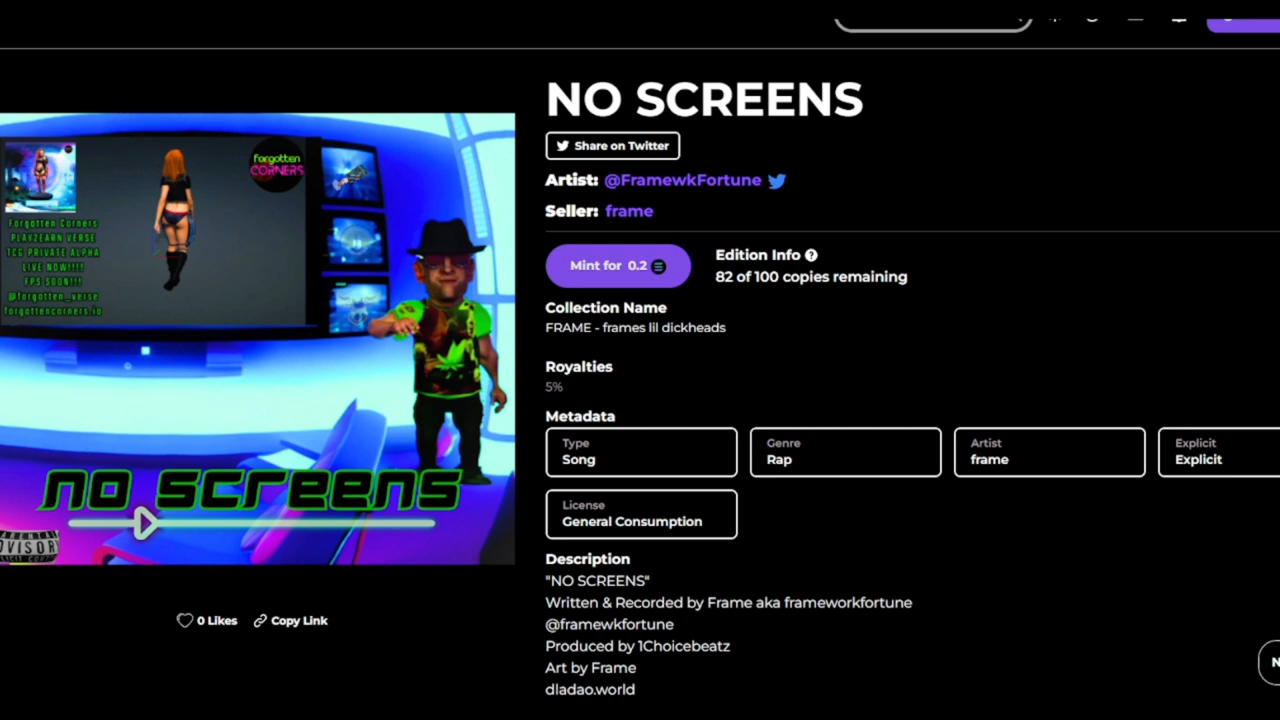 NO SCREENS
Share on Twitter
Artist: @FramewkFortune
Seller: frame
Mint for 0.2
Edition Info
82 of 100 copies remaining
Collection Name
FRAME - frames lil dickheads
Royalties
5%
Metadata
Type
Song
Genre
Rap
Artist
frame
Explicit
Explicit
License
General Consumption
Description
"NO SCREENS"
Written & Recorded by Frame aka frameworkfortune
@framewkfortune
Produced by 1Choicebeatz
Art by Frame
dladao.world
forgotten
CORNERS
Forgotten Corners
PLAY2EARN VERSE
TCG PRIVATE ALPHA
LIVE NOW!!!!
FPS SOON!!!
@forgotten_verse
forgottencorners.io
no screens
0 Likes
Copy Link